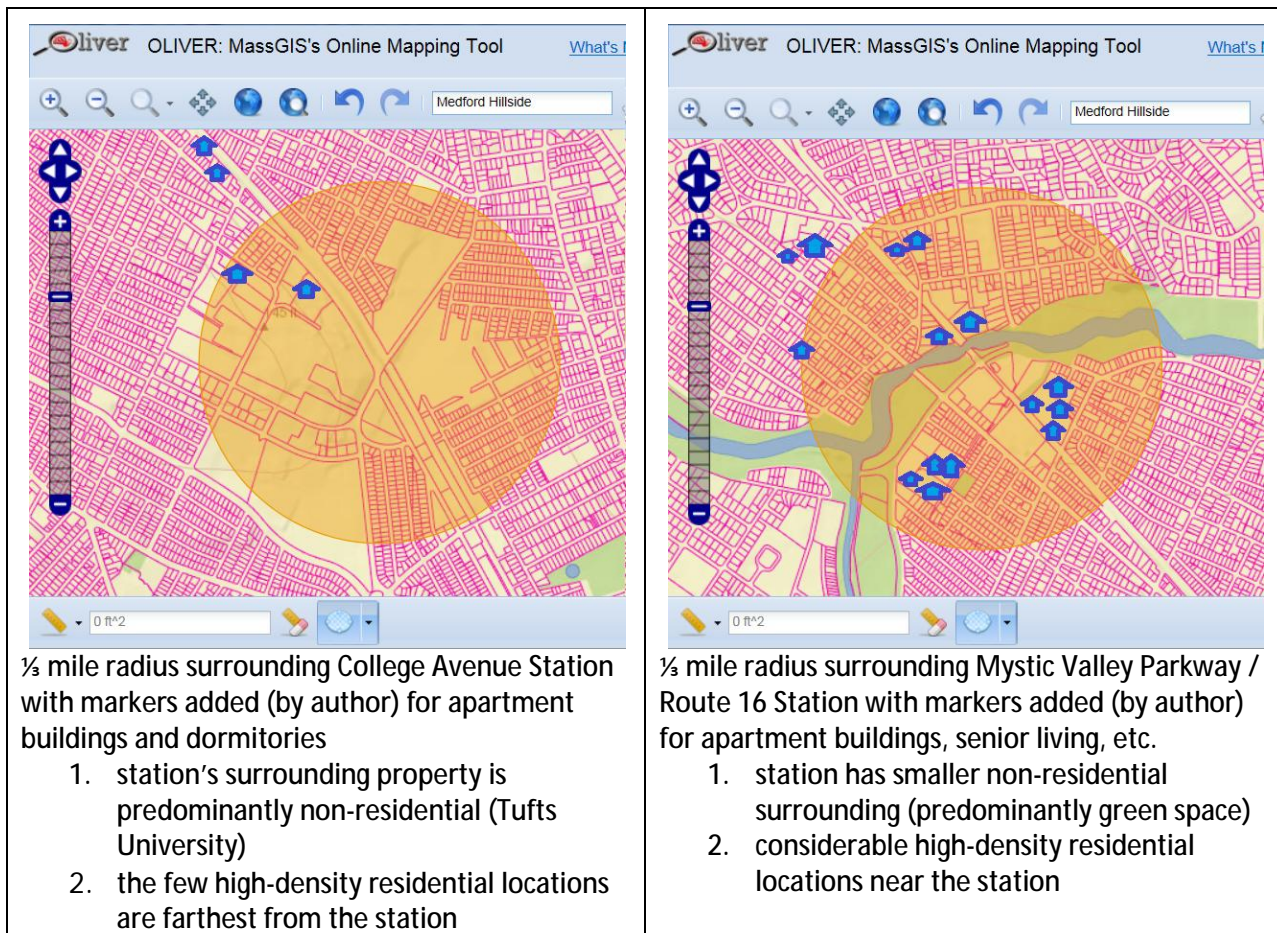 Oliver OLIVER: MassGIS's Online Mapping Tool What's
Medford Hillside
45 ft
0 ft^2
⅓ mile radius surrounding College Avenue Station
with markers added (by author) for apartment
buildings and dormitories
1. station's surrounding property is
predominantly non-residential (Tufts
University)
2. the few high-density residential locations
are farthest from the station
Oliver OLIVER: MassGIS's Online Mapping Tool What's
Medford Hillside
0 ft^2
⅓ mile radius surrounding Mystic Valley Parkway /
Route 16 Station with markers added (by author)
for apartment buildings, senior living, etc.
1. station has smaller non-residential
surrounding (predominantly green space)
2. considerable high-density residential
locations near the station